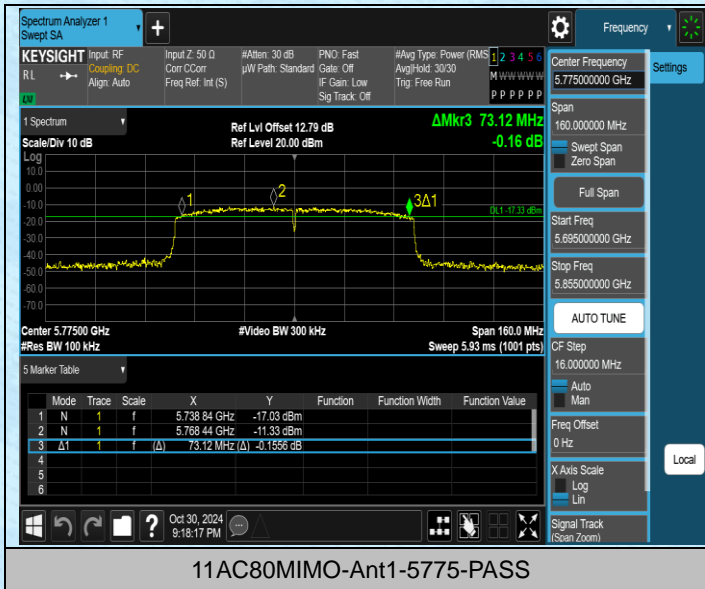 Spectrum Analyzer 1
Swept SA
+
Frequency
KEYSIGHT Input: RF
RL Coupling: DC
Align: Auto
LXI
Input Z: 50 Ω
Corr CCorr
Freq Ref: Int (S)
#Atten: 30 dB
µW Path: Standard
PNO: Fast
Gate: Off
IF Gain: Low
Sig Track: Off
#Avg Type: Power (RMS
Avg|Hold: 30/30
Trig: Free Run
1 2 3 4 5 6
M W W W W W
P P P P P P
Center Frequency
5.775000000 GHz
Settings
1 Spectrum
Scale/Div 10 dB
Ref Lvl Offset 12.79 dB
Ref Level 20.00 dBm
ΔMkr3 73.12 MHz
-0.16 dB
Log
10.0
0.00
-10.0
-20.0
-30.0
-40.0
-50.0
-60.0
-70.0
1
2
3Δ1
DL1 -17.33 dBm
Center 5.77500 GHz
#Res BW 100 kHz
#Video BW 300 kHz
Span 160.0 MHz
Sweep 5.93 ms (1001 pts)
Span
160.000000 MHz
Swept Span
Zero Span
Full Span
Start Freq
5.695000000 GHz
Stop Freq
5.855000000 GHz
AUTO TUNE
CF Step
16.000000 MHz
Auto
Man
Freq Offset
0 Hz
X Axis Scale
Log
Lin
Signal Track
(Span Zoom)
Local
5 Marker Table
Mode Trace Scale X Y Function Function Width Function Value
1 N 1 f 5.738 84 GHz -17.03 dBm
2 N 1 f 5.768 44 GHz -11.33 dBm
3 Δ1 1 f (Δ) 73.12 MHz (Δ) -0.1556 dB
4
5
6
?
Oct 30, 2024
9:18:17 PM
11AC80MIMO-Ant1-5775-PASS